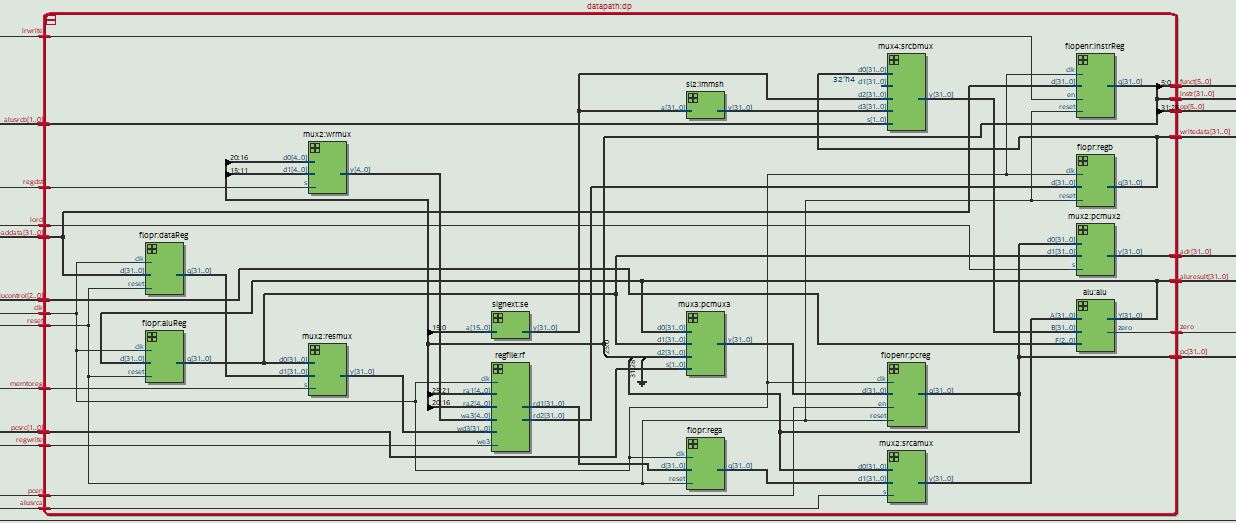 datapath:dp
irwrite
alusrcb[1..0]
regdst
iord
addata[31..0]
ucontrol[2..0]
clk
reset
memtoreg
pcsrc[1..0]
regwrite
pcen
alusrca
mux2:wrmux
20:16
15:11
d0[4..0]
d1[4..0]
s
y[4..0]
flopr:dataReg
clk
d[31..0]
reset
q[31..0]
flopr:aluReg
clk
d[31..0]
reset
q[31..0]
mux2:resmux
d0[31..0]
d1[31..0]
s
y[31..0]
signext:se
15:0
a[15..0]
y[31..0]
regfile:rf
25:21
20:16
clk
ra1[4..0]
ra2[4..0]
wa3[4..0]
wd3[31..0]
we3
rd1[31..0]
rd2[31..0]
sl2:immsh
a[31..0]
y[31..0]
mux3:pcmux3
25:0
31:28
d0[31..0]
d1[31..0]
d2[31..0]
s[1..0]
y[31..0]
flopr:rega
clk
d[31..0]
reset
q[31..0]
mux4:srcbmux
32'h4
d0[31..0]
d1[31..0]
d2[31..0]
d3[31..0]
s[1..0]
y[31..0]
flopenr:pcreg
clk
d[31..0]
en
reset
q[31..0]
mux2:srcamux
d0[31..0]
d1[31..0]
s
y[31..0]
flopenr:instrReg
clk
d[31..0]
en
reset
q[31..0]
5:0
flopr:regb
clk
d[31..0]
reset
q[31..0]
mux2:pcmux2
d0[31..0]
d1[31..0]
s
y[31..0]
alu:alu
A[31..0]
B[31..0]
F[2..0]
Y[31..0]
zero
funct[5..0]
instr[31..0]
op[5..0]
writedata[31..0]
adr[31..0]
aluresult[31..0]
zero
pc[31..0]